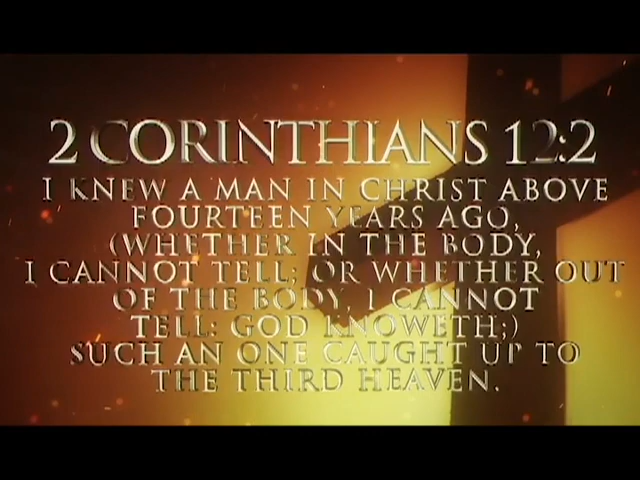 2 CORINTHIANS 12:2
I KNEW A MAN IN CHRIST ABOVE
FOURTEEN YEARS AGO,
(WHETHER IN THE BODY,
I CANNOT TELL; OR WHETHER OUT
OF THE BODY, I CANNOT
TELL: GOD KNOWETH;)
SUCH AN ONE CAUGHT UP TO
THE THIRD HEAVEN.